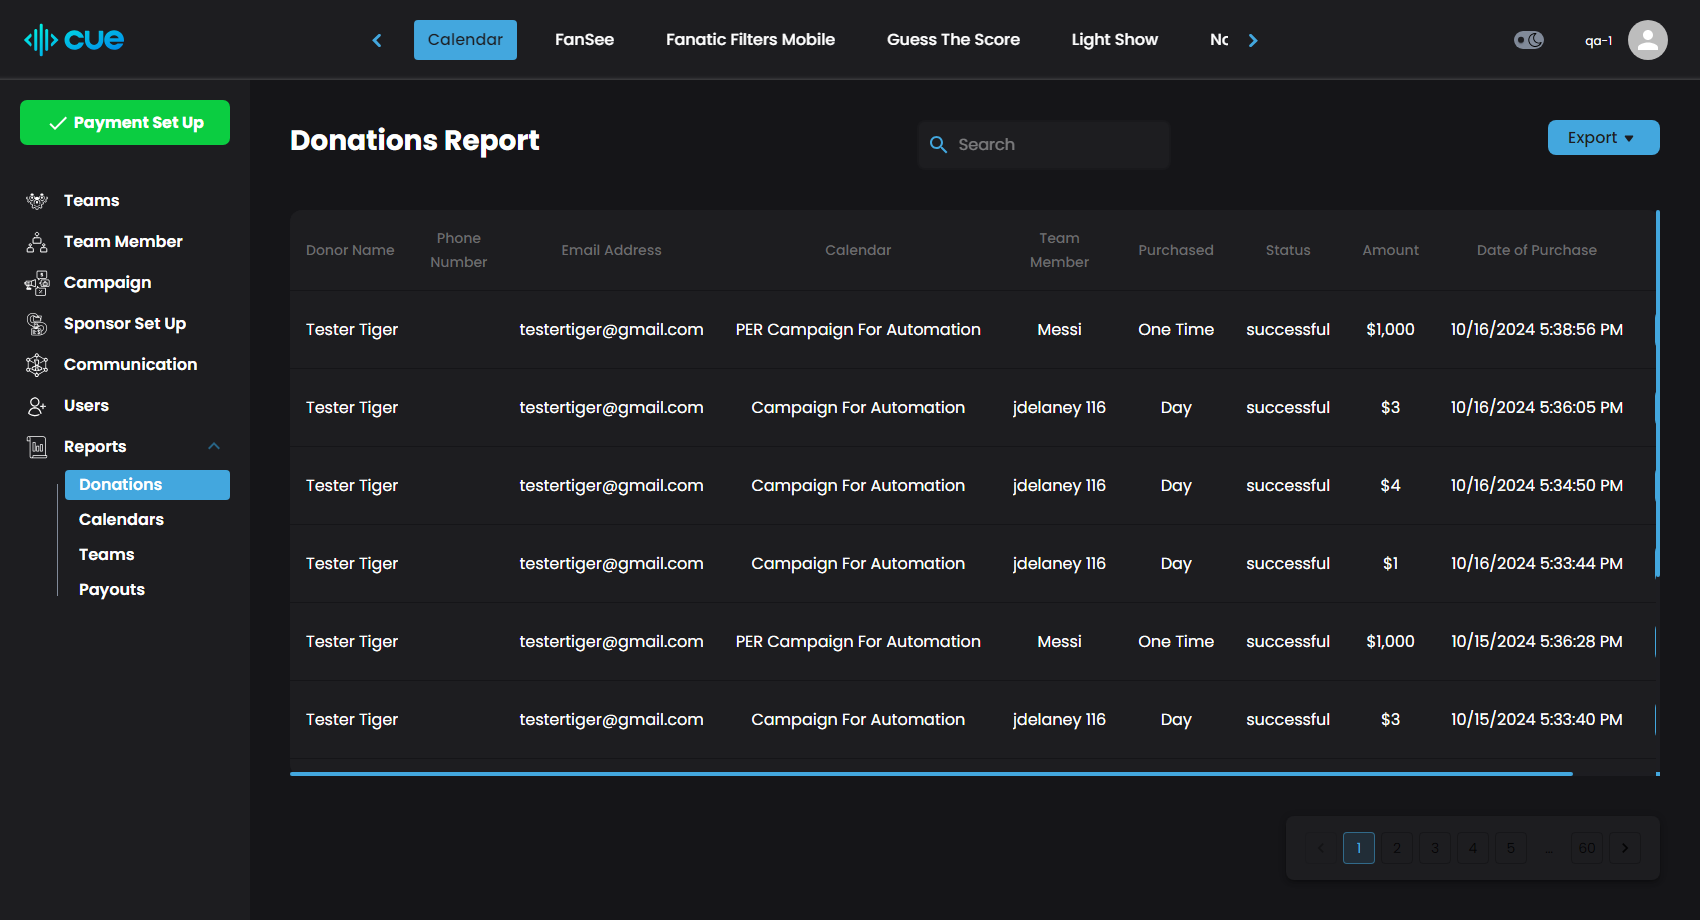 cue
Calendar
FanSee
Fanatic Filters Mobile
Guess The Score
Light Show
qa-1
Payment Set Up
Teams
Team Member
Campaign
Sponsor Set Up
Communication
Users
Reports
Donations
Calendars
Teams
Payouts
Donations Report
Search
Export
Donor Name Phone Number Email Address Calendar Team Member Purchased Status Amount Date of Purchase
Tester Tiger testertiger@gmail.com PER Campaign For Automation Messi One Time successful $1,000 10/16/2024 5:38:56 PM
Tester Tiger testertiger@gmail.com Campaign For Automation jdelaney 116 Day successful $3 10/16/2024 5:36:05 PM
Tester Tiger testertiger@gmail.com Campaign For Automation jdelaney 116 Day successful $4 10/16/2024 5:34:50 PM
Tester Tiger testertiger@gmail.com Campaign For Automation jdelaney 116 Day successful $1 10/16/2024 5:33:44 PM
Tester Tiger testertiger@gmail.com PER Campaign For Automation Messi One Time successful $1,000 10/15/2024 5:36:28 PM
Tester Tiger testertiger@gmail.com Campaign For Automation jdelaney 116 Day successful $3 10/15/2024 5:33:40 PM
1 2 3 4 5 ... 60